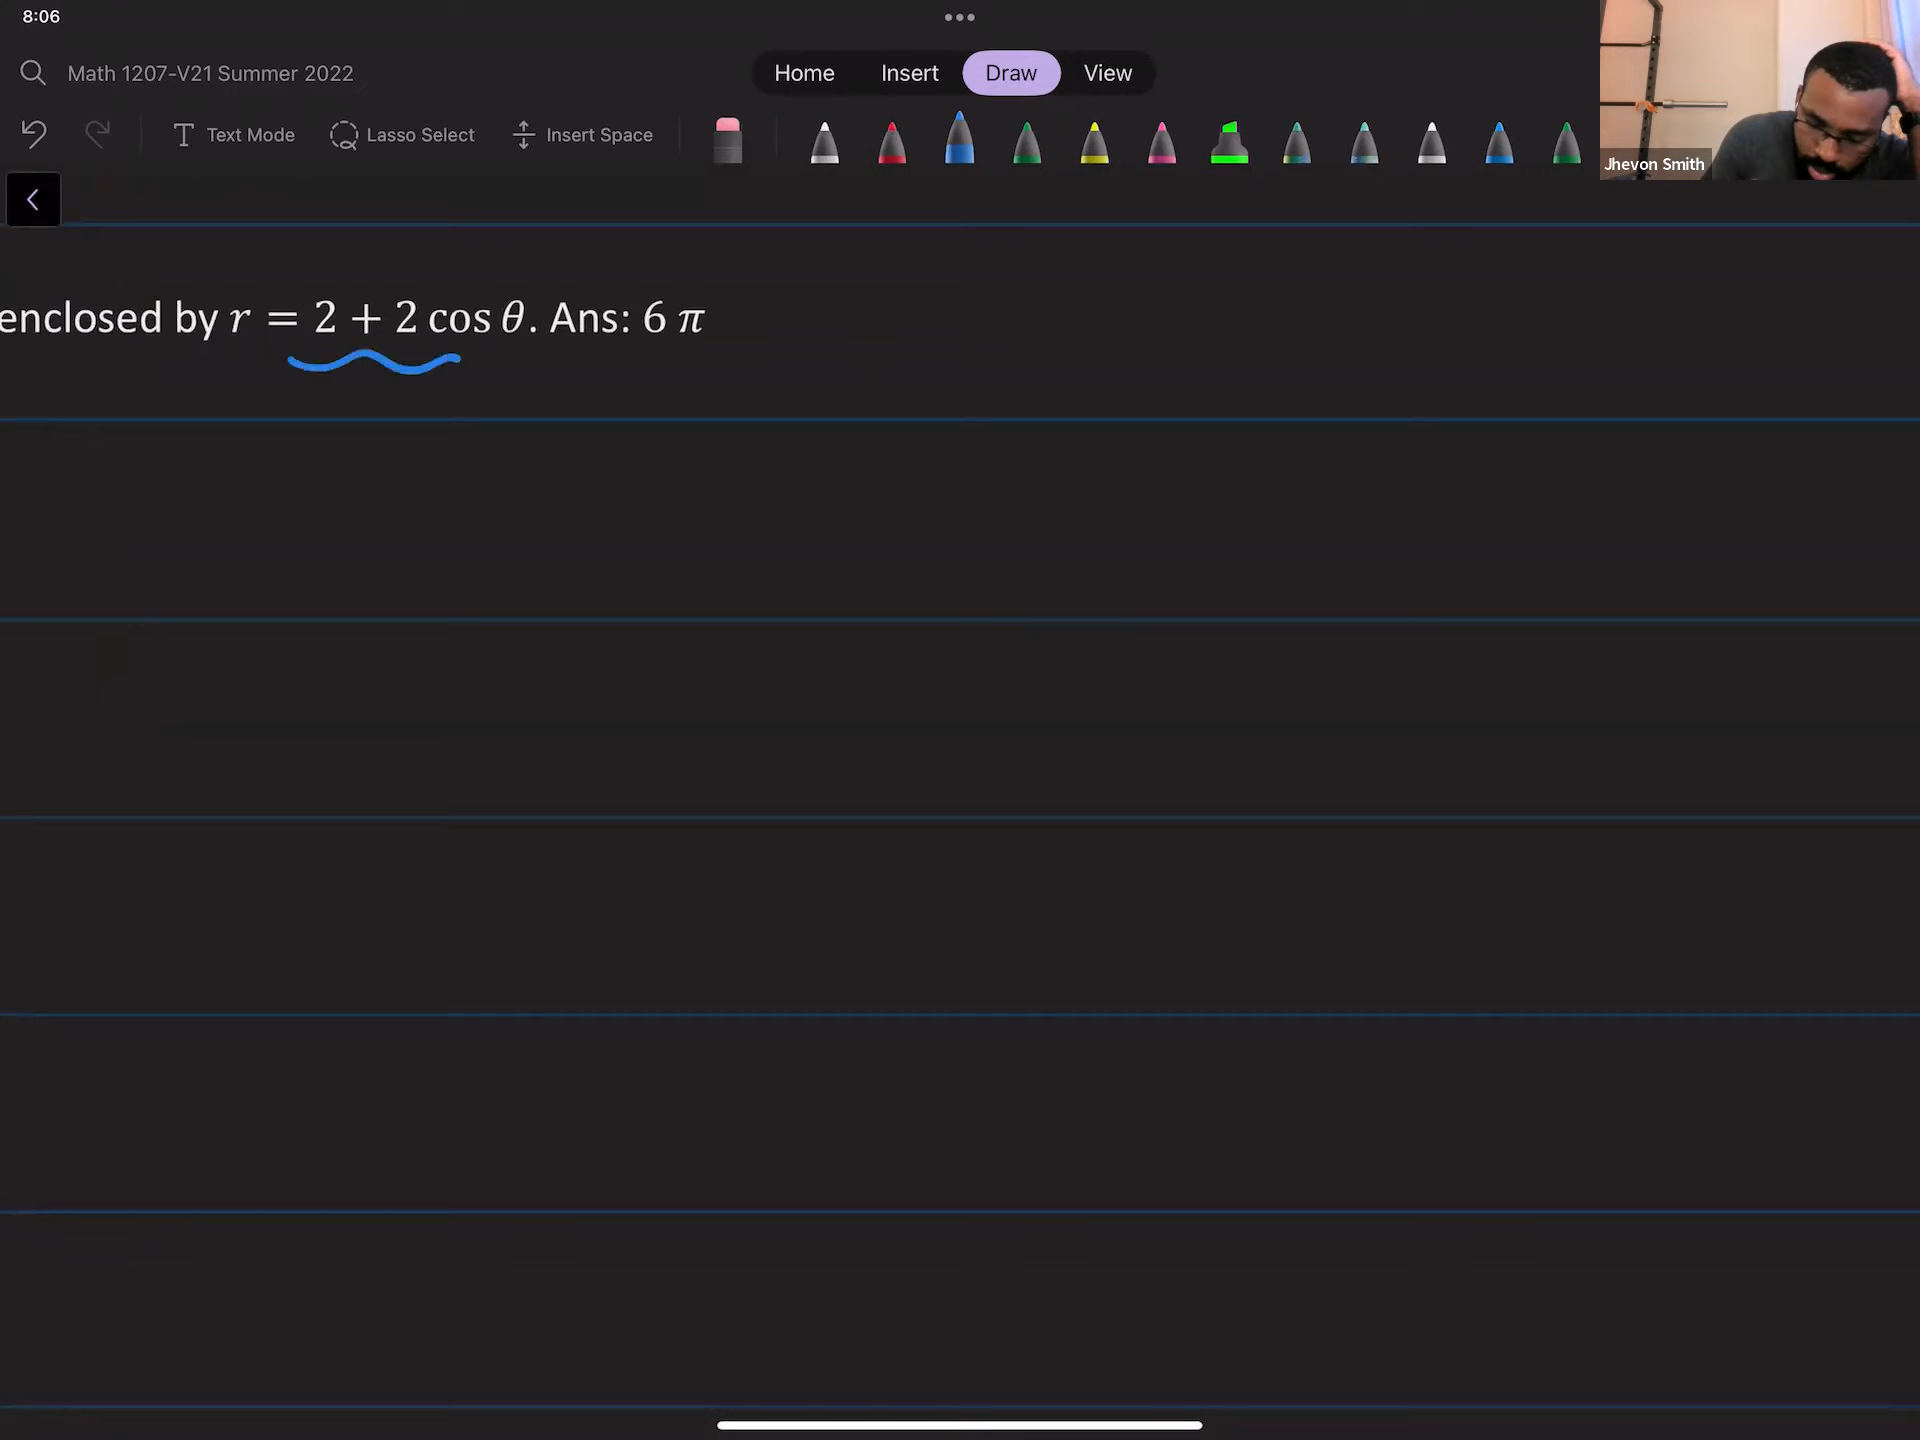 8:06
Math 1207-V21 Summer 2022
Home Insert Draw View
Text Mode Lasso Select Insert Space
Jhevon Smith
enclosed by r = 2 + 2 cos θ. Ans: 6 π